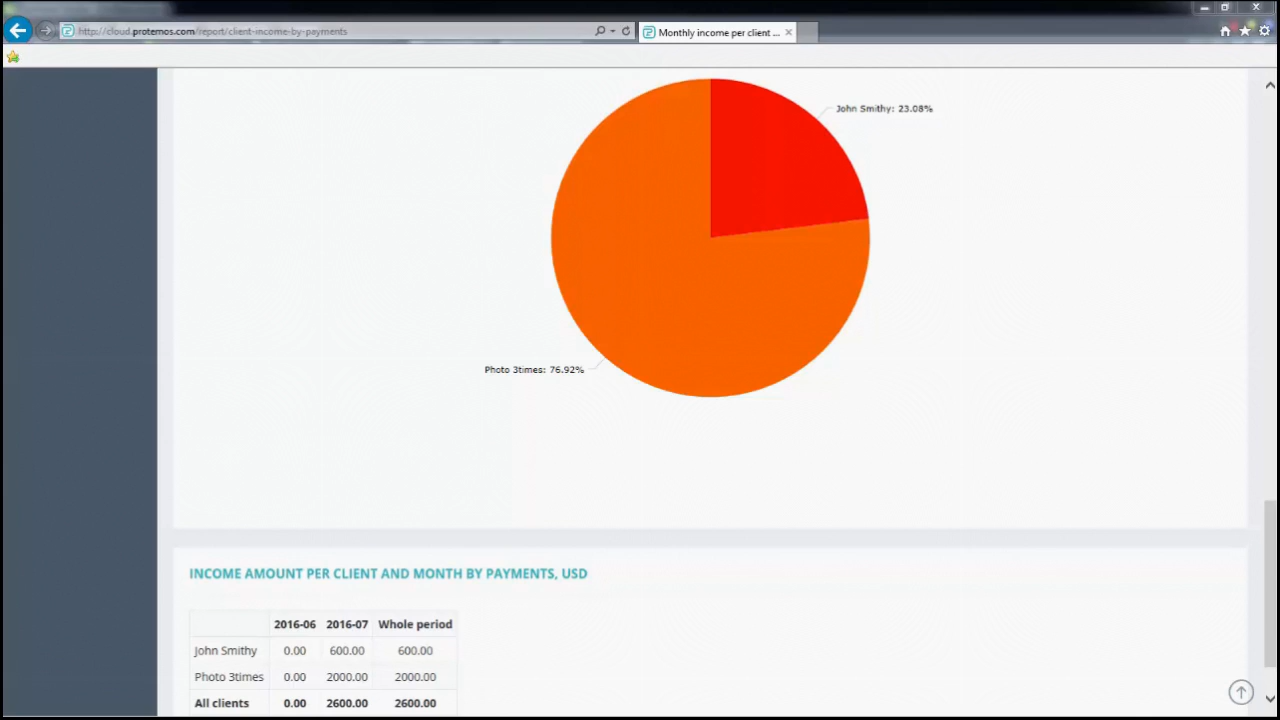 http://cloud.protemos.com/report/client-income-by-payments
Monthly income per client ...
John Smithy: 23.08%
Photo 3times: 76.92%
INCOME AMOUNT PER CLIENT AND MONTH BY PAYMENTS, USD
2016-06 2016-07 Whole period
John Smithy 0.00 600.00 600.00
Photo 3times 0.00 2000.00 2000.00
All clients 0.00 2600.00 2600.00